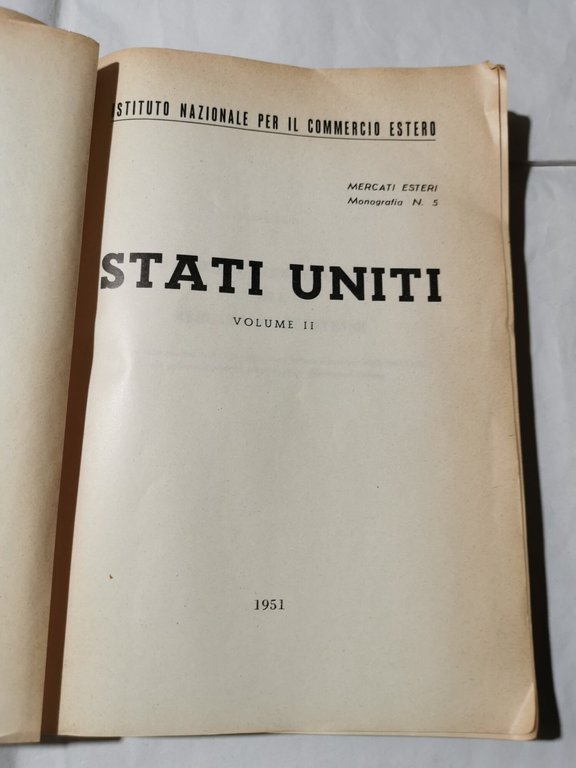 ISTITUTO NAZIONALE PER IL COMMERCIO ESTERO
MERCATI ESTERI
Monografia N. 5
STATI UNITI
VOLUME II
1951